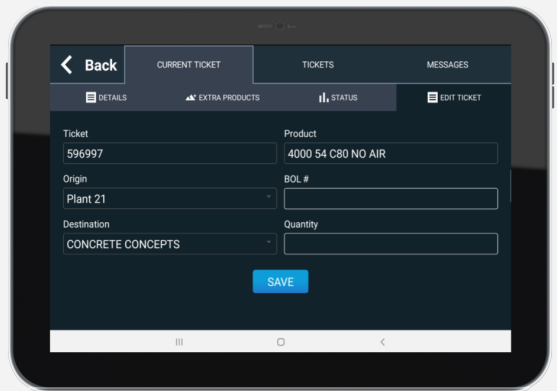 Back
CURRENT TICKET
TICKETS
MESSAGES
DETAILS
EXTRA PRODUCTS
STATUS
EDIT TICKET
Ticket
Product
596997
4000 54 C80 NO AIR
Origin
BOL #
Plant 21
Destination
Quantity
CONCRETE CONCEPTS
SAVE